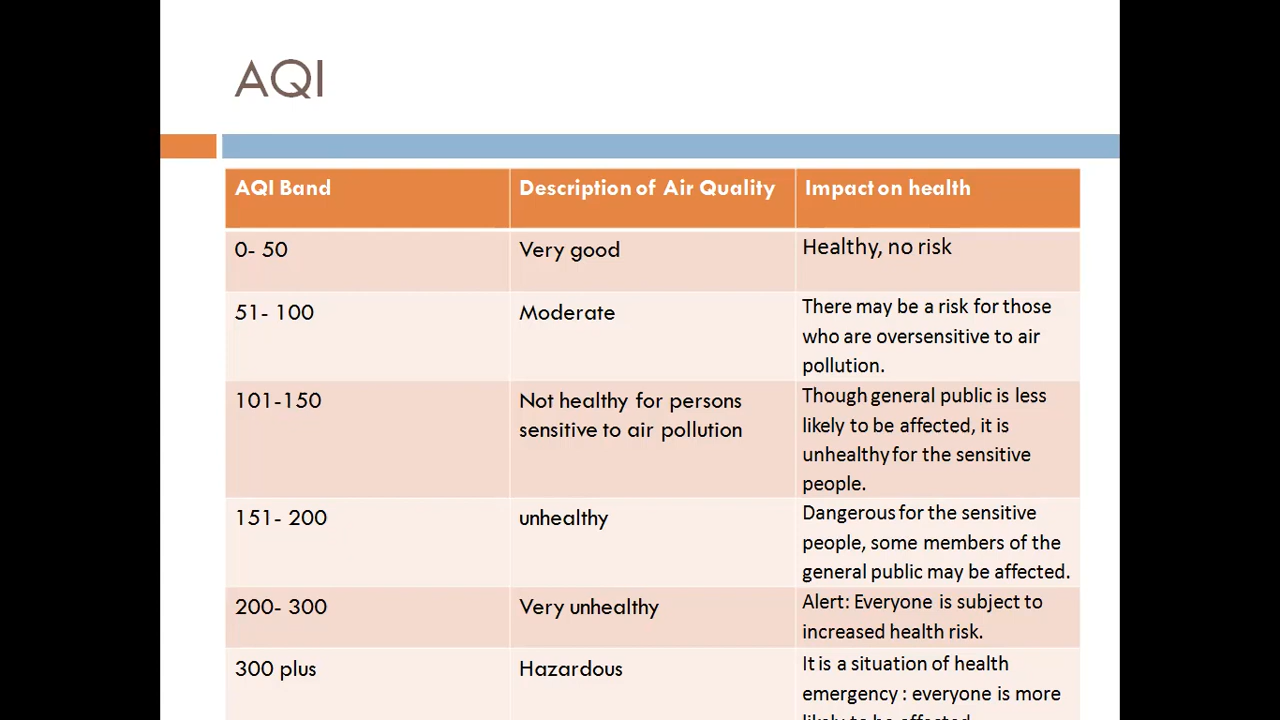 AQI
AQI Band
Description of Air Quality
Impact on health
0- 50
Very good
Healthy, no risk
51- 100
Moderate
There may be a risk for those
who are oversensitive to air
pollution.
101-150
Not healthy for persons
sensitive to air pollution
Though general public is less
likely to be affected, it is
unhealthy for the sensitive
people.
151- 200
unhealthy
Dangerous for the sensitive
people, some members of the
general public may be affected.
200- 300
Very unhealthy
Alert: Everyone is subject to
increased health risk.
300 plus
Hazardous
It is a situation of health
emergency : everyone is more
likely to be affected